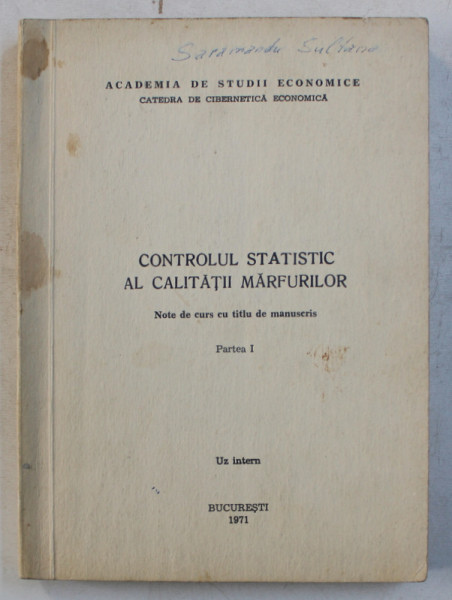 Saramandu Sultana
ACADEMIA DE STUDII ECONOMICE
CATEDRA DE CIBERNETICĂ ECONOMICĂ
CONTROLUL STATISTIC
AL CALITĂȚII MĂRFURILOR
Note de curs cu titlu de manuscris
Partea I
Uz intern
BUCUREȘTI
1971